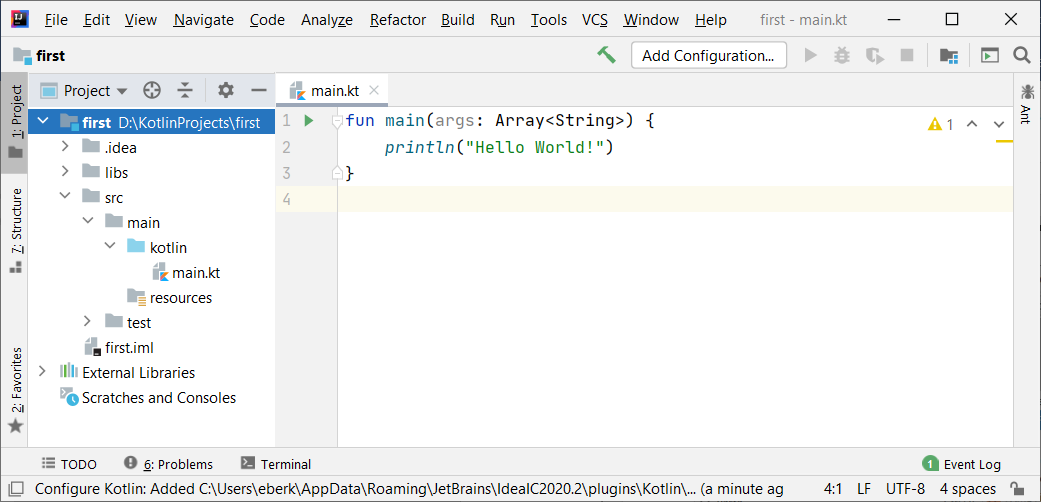 File Edit View Navigate Code Analyze Refactor Build Run Tools VCS Window Help first - main.kt
first Add Configuration...
1: Project
Project main.kt
first D:\KotlinProjects\first
.idea
libs
src
main
kotlin
main.kt
resources
test
first.iml
External Libraries
Scratches and Consoles
7: Structure
2: Favorites
1 fun main(args: Array<String>) {
2 println("Hello World!")
3 }
4
1
Ant
TODO 6: Problems Terminal 1 Event Log
Configure Kotlin: Added C:\Users\eberk\AppData\Roaming\JetBrains\IdeaIC2020.2\plugins\Kotlin\... (a minute ag 4:1 LF UTF-8 4 spaces